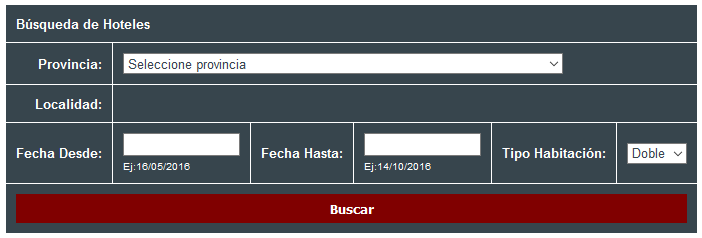 Búsqueda de Hoteles
Provincia: Seleccione provincia
Localidad:
Fecha Desde: Fecha Hasta: Tipo Habitación: Doble
Ej:16/05/2016 Ej:14/10/2016
Buscar